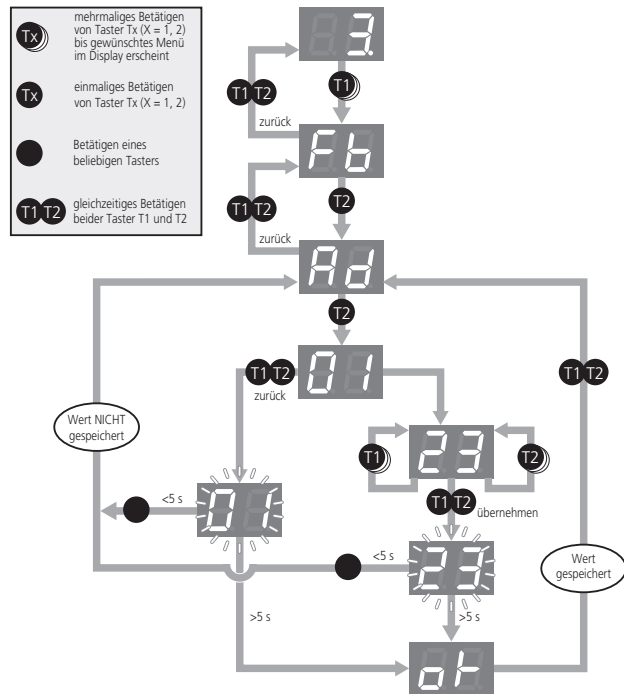 Tx
mehrmaliges Betätigen
von Taster Tx (X = 1, 2)
bis gewünschtes Menü
im Display erscheint
Tx
einmaliges Betätigen
von Taster Tx (X = 1, 2)
Betätigen eines
beliebigen Tasters
T1 T2
gleichzeitiges Betätigen
beider Taster T1 und T2
3.
T1 T2
T1
zurück
Fb
T1 T2
T2
zurück
Ad
T2
01
T1 T2
zurück
T1 T2
Wert NICHT
gespeichert
T1
23
T2
T1 T2
übernehmen
<5 s
01
<5 s
23
Wert
gespeichert
>5 s
>5 s
ok